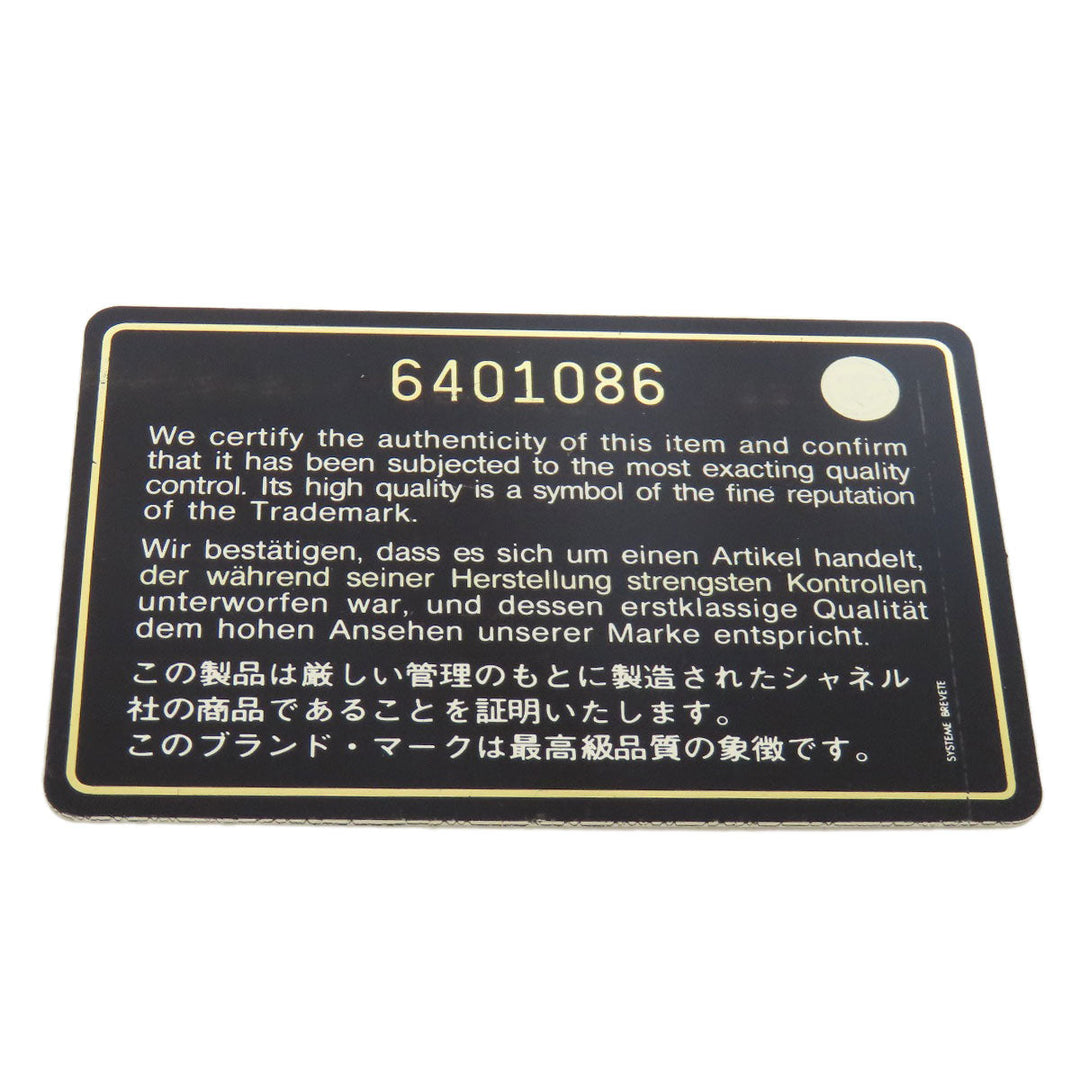 6401086
We certify the authenticity of this item and confirm
that it has been subjected to the most exacting quality
control. Its high quality is a symbol of the fine reputation
of the Trademark.
Wir bestätigen, dass es sich um einen Artikel handelt,
der während seiner Herstellung strengsten Kontrollen
unterworfen war, und dessen erstklassige Qualität
dem hohen Ansehen unserer Marke entspricht.
この製品は厳しい管理のもとに製造されたシャネル
社の商品であることを証明いたします。
このブランド・マークは最高級品質の象徴です。
SYSTEME BREVETE